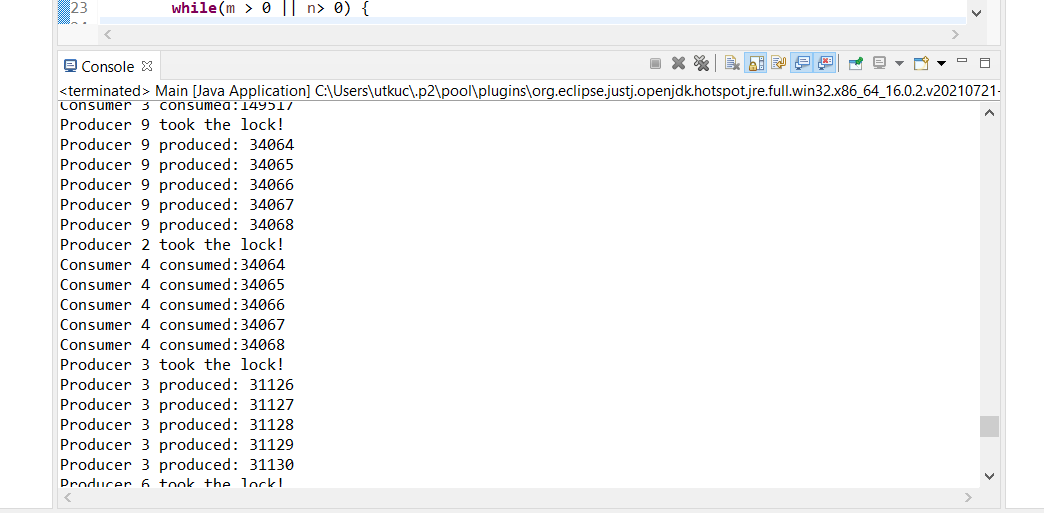 23 while(m > 0 || n> 0) {
Console
<terminated> Main [Java Application] C:\Users\utkuc\.p2\pool\plugins\org.eclipse.justj.openjdk.hotspot.jre.full.win32.x86_64_16.0.2.v20210721-
Consumer 3 consumed:149517
Producer 9 took the lock!
Producer 9 produced: 34064
Producer 9 produced: 34065
Producer 9 produced: 34066
Producer 9 produced: 34067
Producer 9 produced: 34068
Producer 2 took the lock!
Consumer 4 consumed:34064
Consumer 4 consumed:34065
Consumer 4 consumed:34066
Consumer 4 consumed:34067
Consumer 4 consumed:34068
Producer 3 took the lock!
Producer 3 produced: 31126
Producer 3 produced: 31127
Producer 3 produced: 31128
Producer 3 produced: 31129
Producer 3 produced: 31130
Producer 6 took the lock!